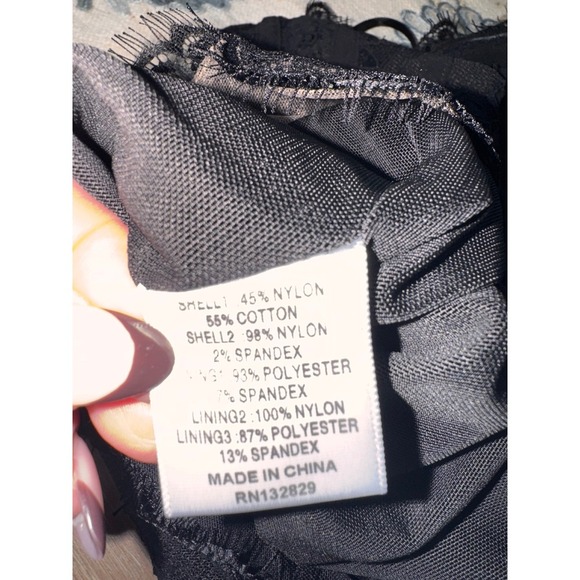 SHELL1 45% NYLON
55% COTTON
SHELL2 :98% NYLON
2% SPANDEX
93% POLYESTER
7% SPANDEX
LINING2 :100% NYLON
LINING3 :87% POLYESTER
13% SPANDEX
MADE IN CHINA
RN132829